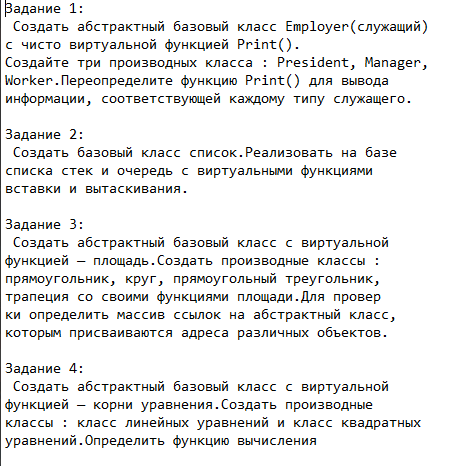 Задание 1:
Создать абстрактный базовый класс Employer(служащий)
с чисто виртуальной функцией Print().
Создайте три производных класса : President, Manager,
Worker.Переопределите функцию Print() для вывода
информации, соответствующей каждому типу служащего.
Задание 2:
Создать базовый класс список.Реализовать на базе
списка стек и очередь с виртуальными функциями
вставки и вытаскивания.
Задание 3:
Создать абстрактный базовый класс с виртуальной
функцией – площадь.Создать производные классы :
прямоугольник, круг, прямоугольный треугольник,
трапеция со своими функциями площади.Для провер
ки определить массив ссылок на абстрактный класс,
которым присваиваются адреса различных объектов.
Задание 4:
Создать абстрактный базовый класс с виртуальной
функцией – корни уравнения.Создать производные
классы : класс линейных уравнений и класс квадратных
уравнений.Определить функцию вычисления